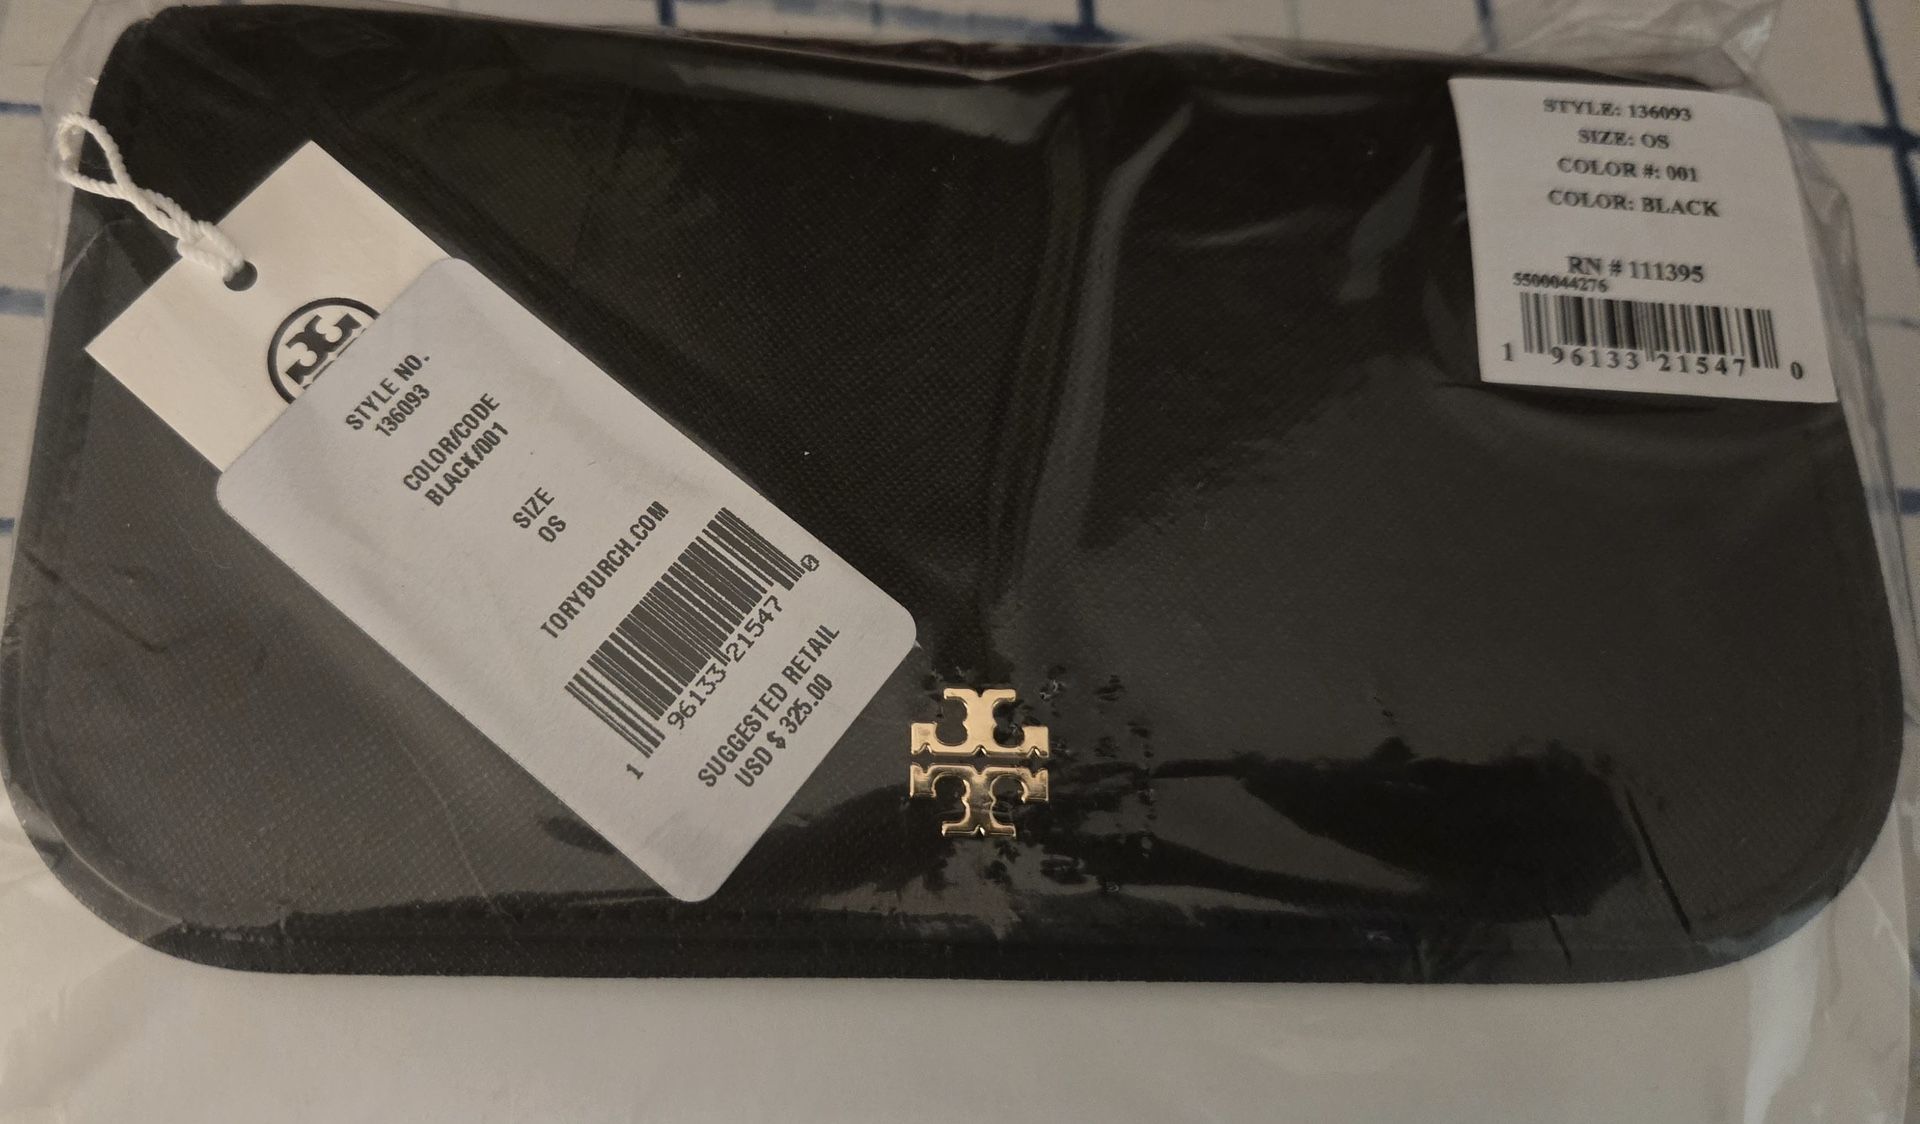 STYLE NO.
136093
COLOR/CODE
BLACK/001
SIZE
OS
TORYBURCH.COM
1 96133 21547 0
SUGGESTED RETAIL
USD $ 325.00
STYLE: 136093
SIZE: OS
COLOR #: 001
COLOR: BLACK
RN # 111395
5500044276
1 96133 21547 0